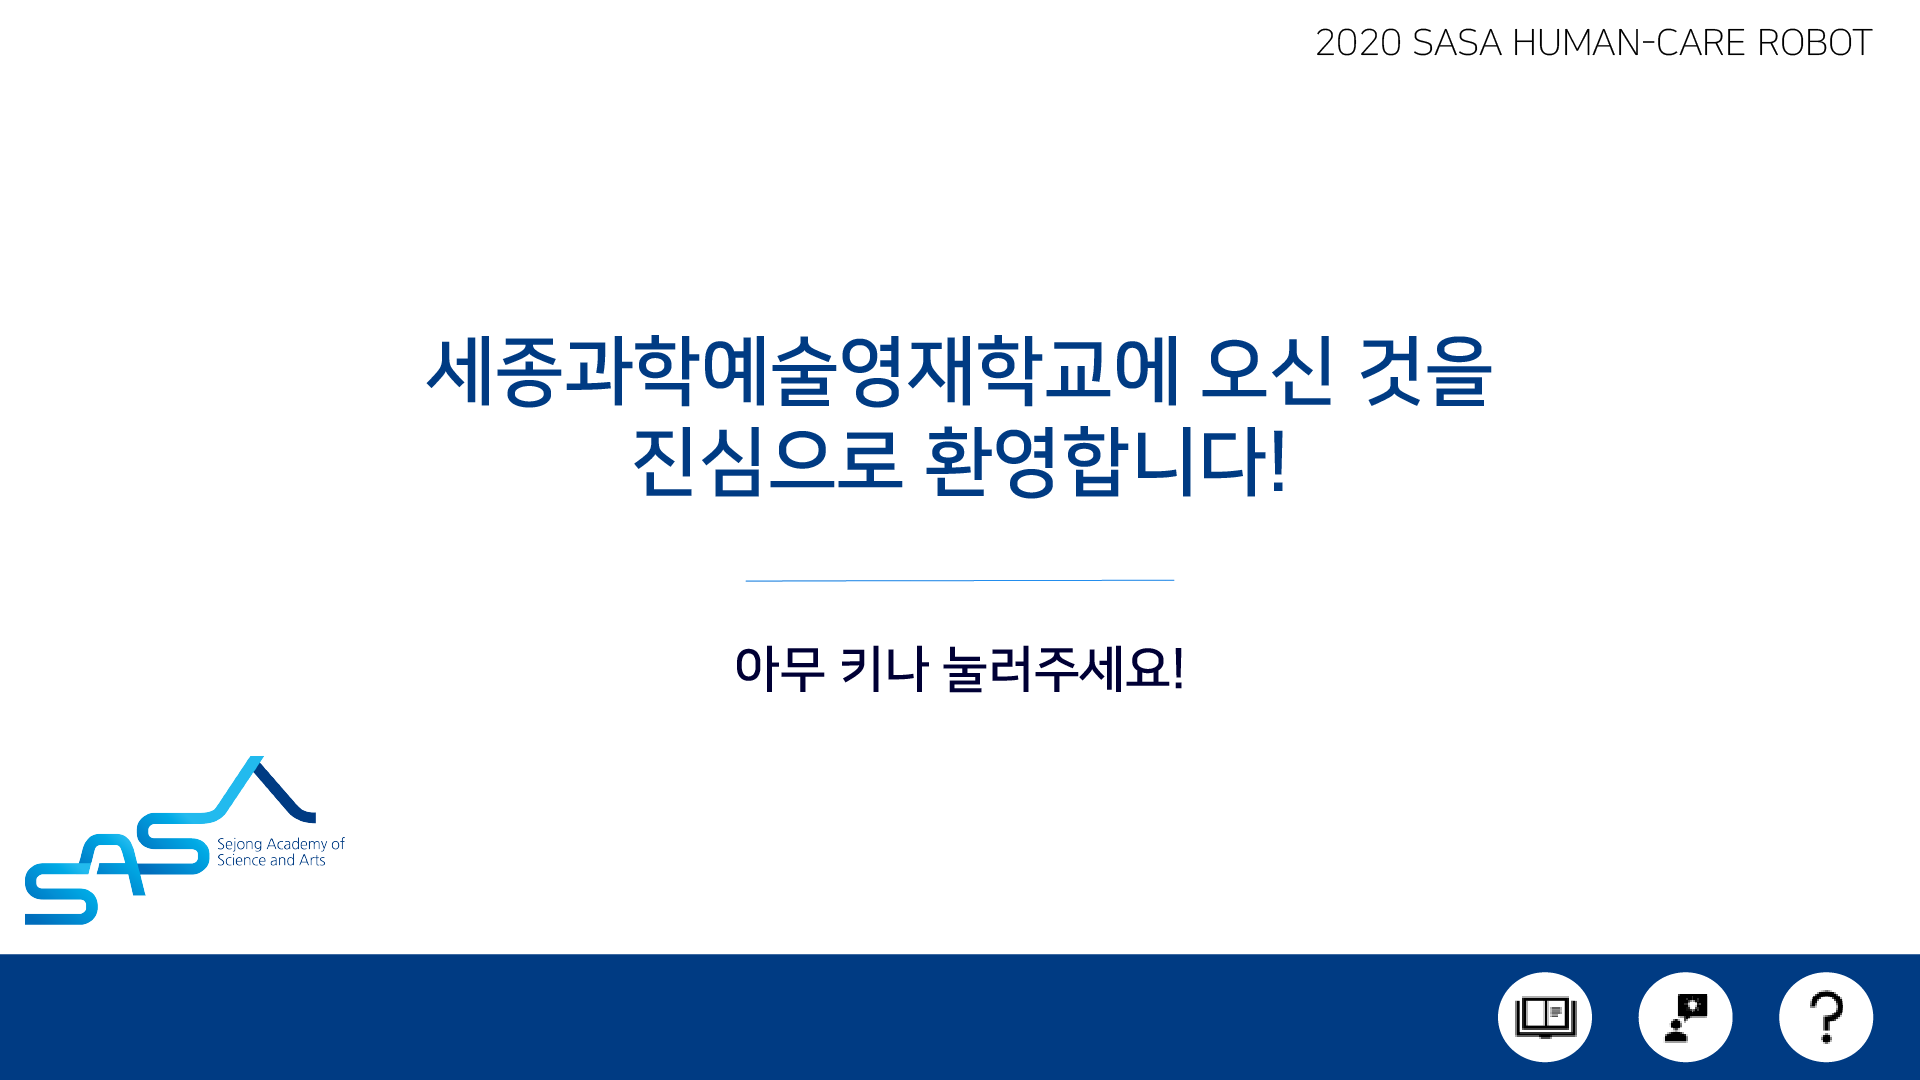 2020 SASA HUMAN-CARE ROBOT
세종과학예술영재학교에 오신 것을
진심으로 환영합니다!
아무 키나 눌러주세요!
SASA
Sejong Academy of
Science and Arts
?